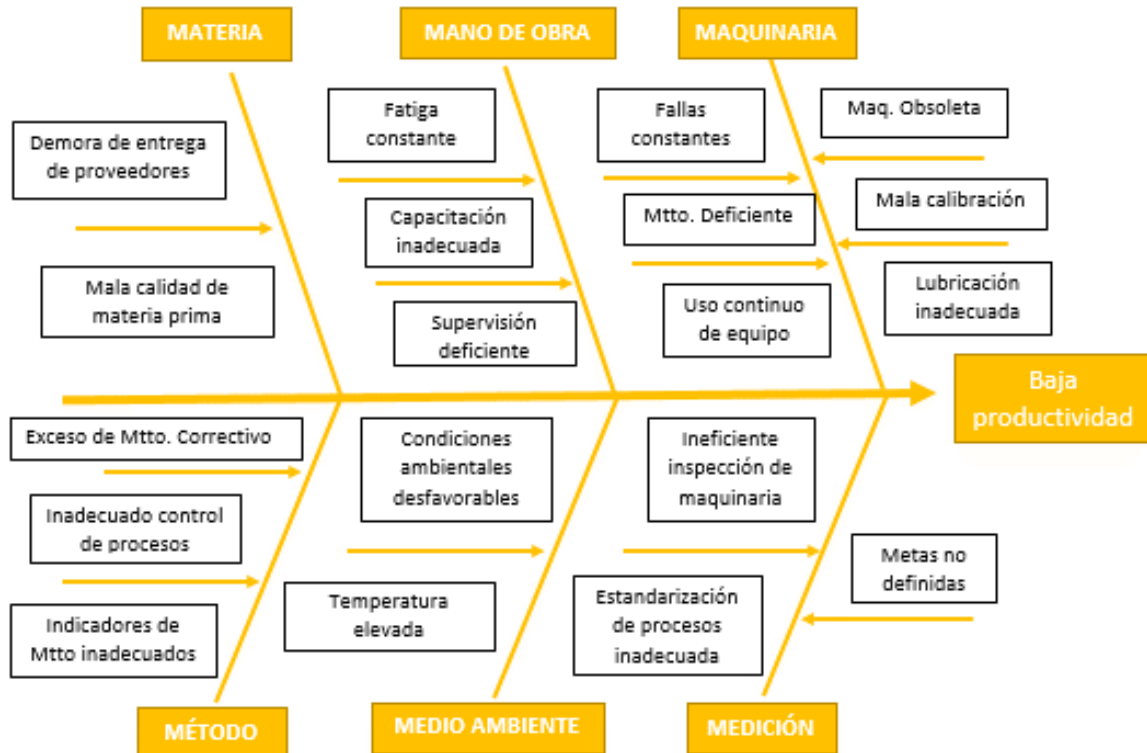 MATERIA
MANO DE OBRA
MAQUINARIA
Demora de entrega
de proveedores
Mala calidad de
materia prima
Fatiga
constante
Capacitación
inadecuada
Supervisión
deficiente
Fallas
constantes
Mtto. Deficiente
Uso continuo
de equipo
Maq. Obsoleta
Mala calibración
Lubricación
inadecuada
Baja
productividad
Exceso de Mtto. Correctivo
Inadecuado control
de procesos
Indicadores de
Mtto inadecuados
Condiciones
ambientales
desfavorables
Temperatura
elevada
Ineficiente
inspección de
maquinaria
Estandarización
de procesos
inadecuada
Metas no
definidas
MÉTODO
MEDIO AMBIENTE
MEDICIÓN